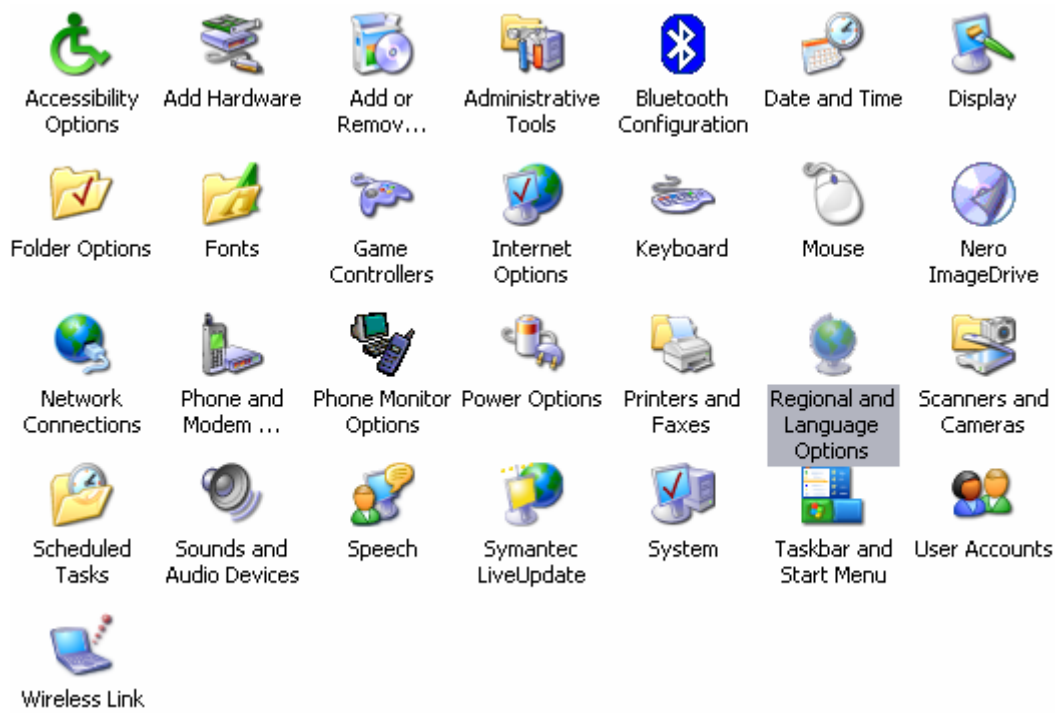 Accessibility Options
Add Hardware
Add or Remov...
Administrative Tools
Bluetooth Configuration
Date and Time
Display
Folder Options
Fonts
Game Controllers
Internet Options
Keyboard
Mouse
Nero ImageDrive
Network Connections
Phone and Modem ...
Phone Monitor Options
Power Options
Printers and Faxes
Regional and Language Options
Scanners and Cameras
Scheduled Tasks
Sounds and Audio Devices
Speech
Symantec LiveUpdate
System
Taskbar and Start Menu
User Accounts
Wireless Link